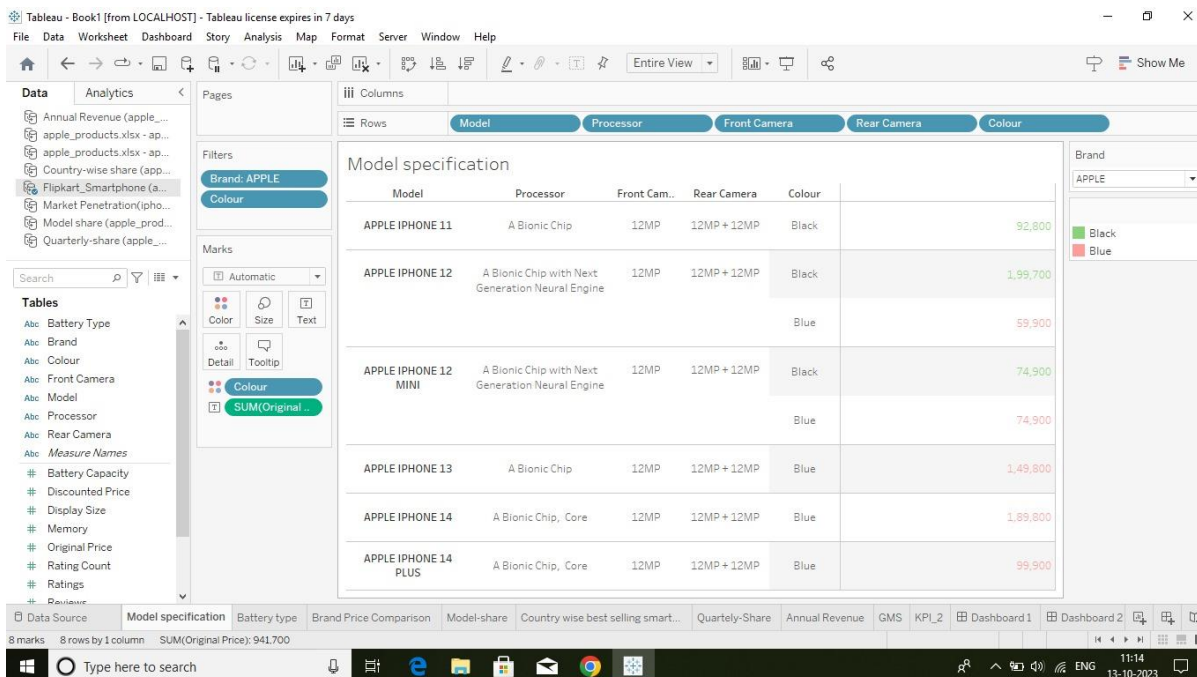 Tableau - Book1 [from LOCALHOST] - Tableau license expires in 7 days
File Data Worksheet Dashboard Story Analysis Map Format Server Window Help
Entire View
Show Me
Data Analytics
Annual Revenue (apple_...
apple_products.xlsx - ap...
apple_products.xlsx - ap...
Country-wise share (app...
Flipkart_Smartphone (a...
Market Penetration(ipho...
Model share (apple_prod...
Quarterly-share (apple_...
Search
Tables
Abc Battery Type
Abc Brand
Abc Colour
Abc Front Camera
Abc Model
Abc Processor
Abc Rear Camera
Abc Measure Names
# Battery Capacity
# Discounted Price
# Display Size
# Memory
# Original Price
# Rating Count
# Ratings
# Reviews
Pages
Filters
Brand: APPLE
Colour
Marks
Automatic
Color Size Text
Detail Tooltip
Colour
SUM(Original ..
Columns
Rows Model Processor Front Camera Rear Camera Colour
Model specification
Model Processor Front Cam.. Rear Camera Colour
APPLE IPHONE 11 A Bionic Chip 12MP 12MP + 12MP Black 92,800
APPLE IPHONE 12 A Bionic Chip with Next 12MP 12MP + 12MP Black 1,99,700
Generation Neural Engine
Blue 59,900
APPLE IPHONE 12 A Bionic Chip with Next 12MP 12MP + 12MP Black 74,900
MINI Generation Neural Engine
Blue 74,900
APPLE IPHONE 13 A Bionic Chip 12MP 12MP + 12MP Blue 1,49,800
APPLE IPHONE 14 A Bionic Chip, Core 12MP 12MP + 12MP Blue 1,89,800
APPLE IPHONE 14 A Bionic Chip, Core 12MP 12MP + 12MP Blue 99,900
PLUS
Brand
APPLE
Black
Blue
Data Source Model specification Battery type Brand Price Comparison Model-share Country wise best selling smart... Quartely-Share Annual Revenue GMS KPI_2 Dashboard 1 Dashboard 2
8 marks 8 rows by 1 column SUM(Original Price): 941,700
Type here to search
ENG
11:14
13-10-2023